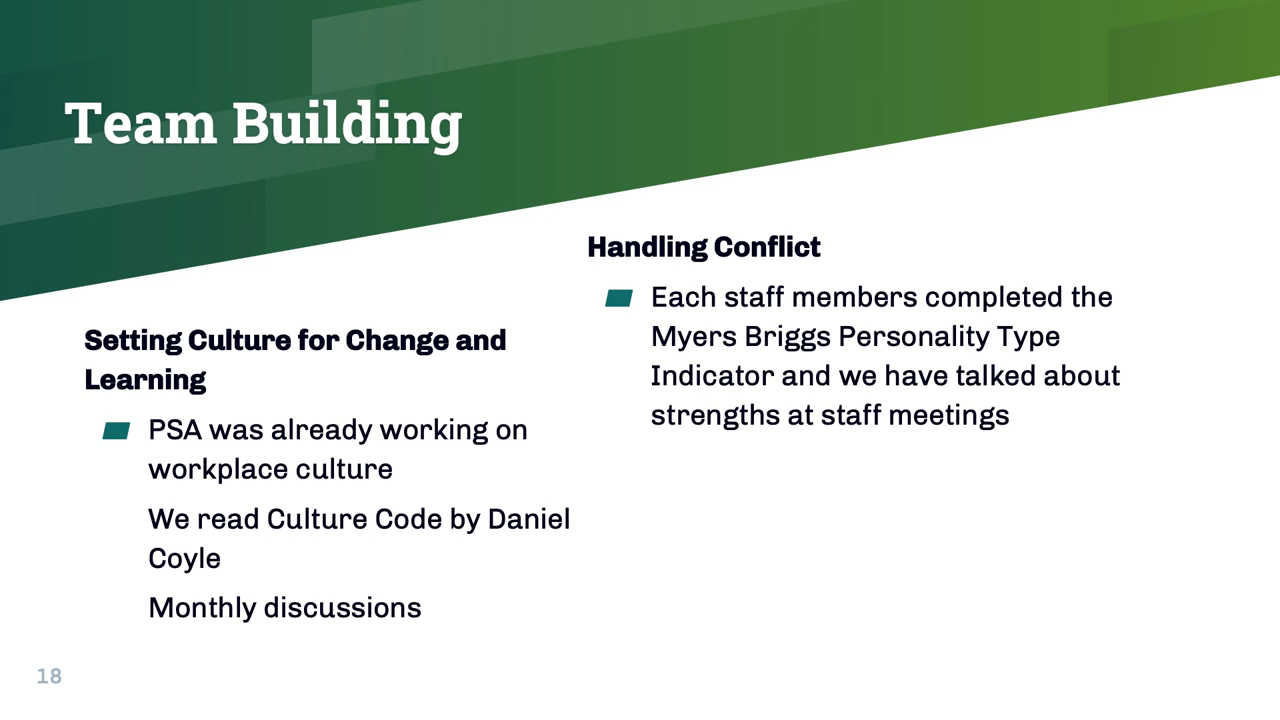 Team Building
Setting Culture for Change and
Learning
PSA was already working on
workplace culture
We read Culture Code by Daniel
Coyle
Monthly discussions
Handling Conflict
Each staff members completed the
Myers Briggs Personality Type
Indicator and we have talked about
strengths at staff meetings
18